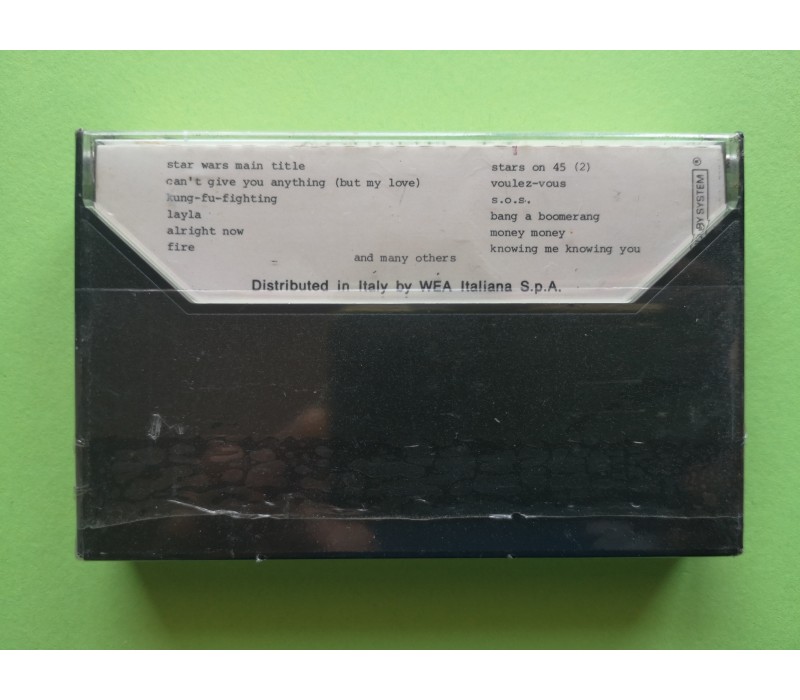 star wars main title
can't give you anything (but my love)
kung-fu-fighting
layla
alright now
fire
stars on 45 (2)
voulez-vous
s.o.s.
bang a boomerang
money money
knowing me knowing you
and many others
Distributed in Italy by WEA Italiana S.p.A.
BY SYSTEM
®